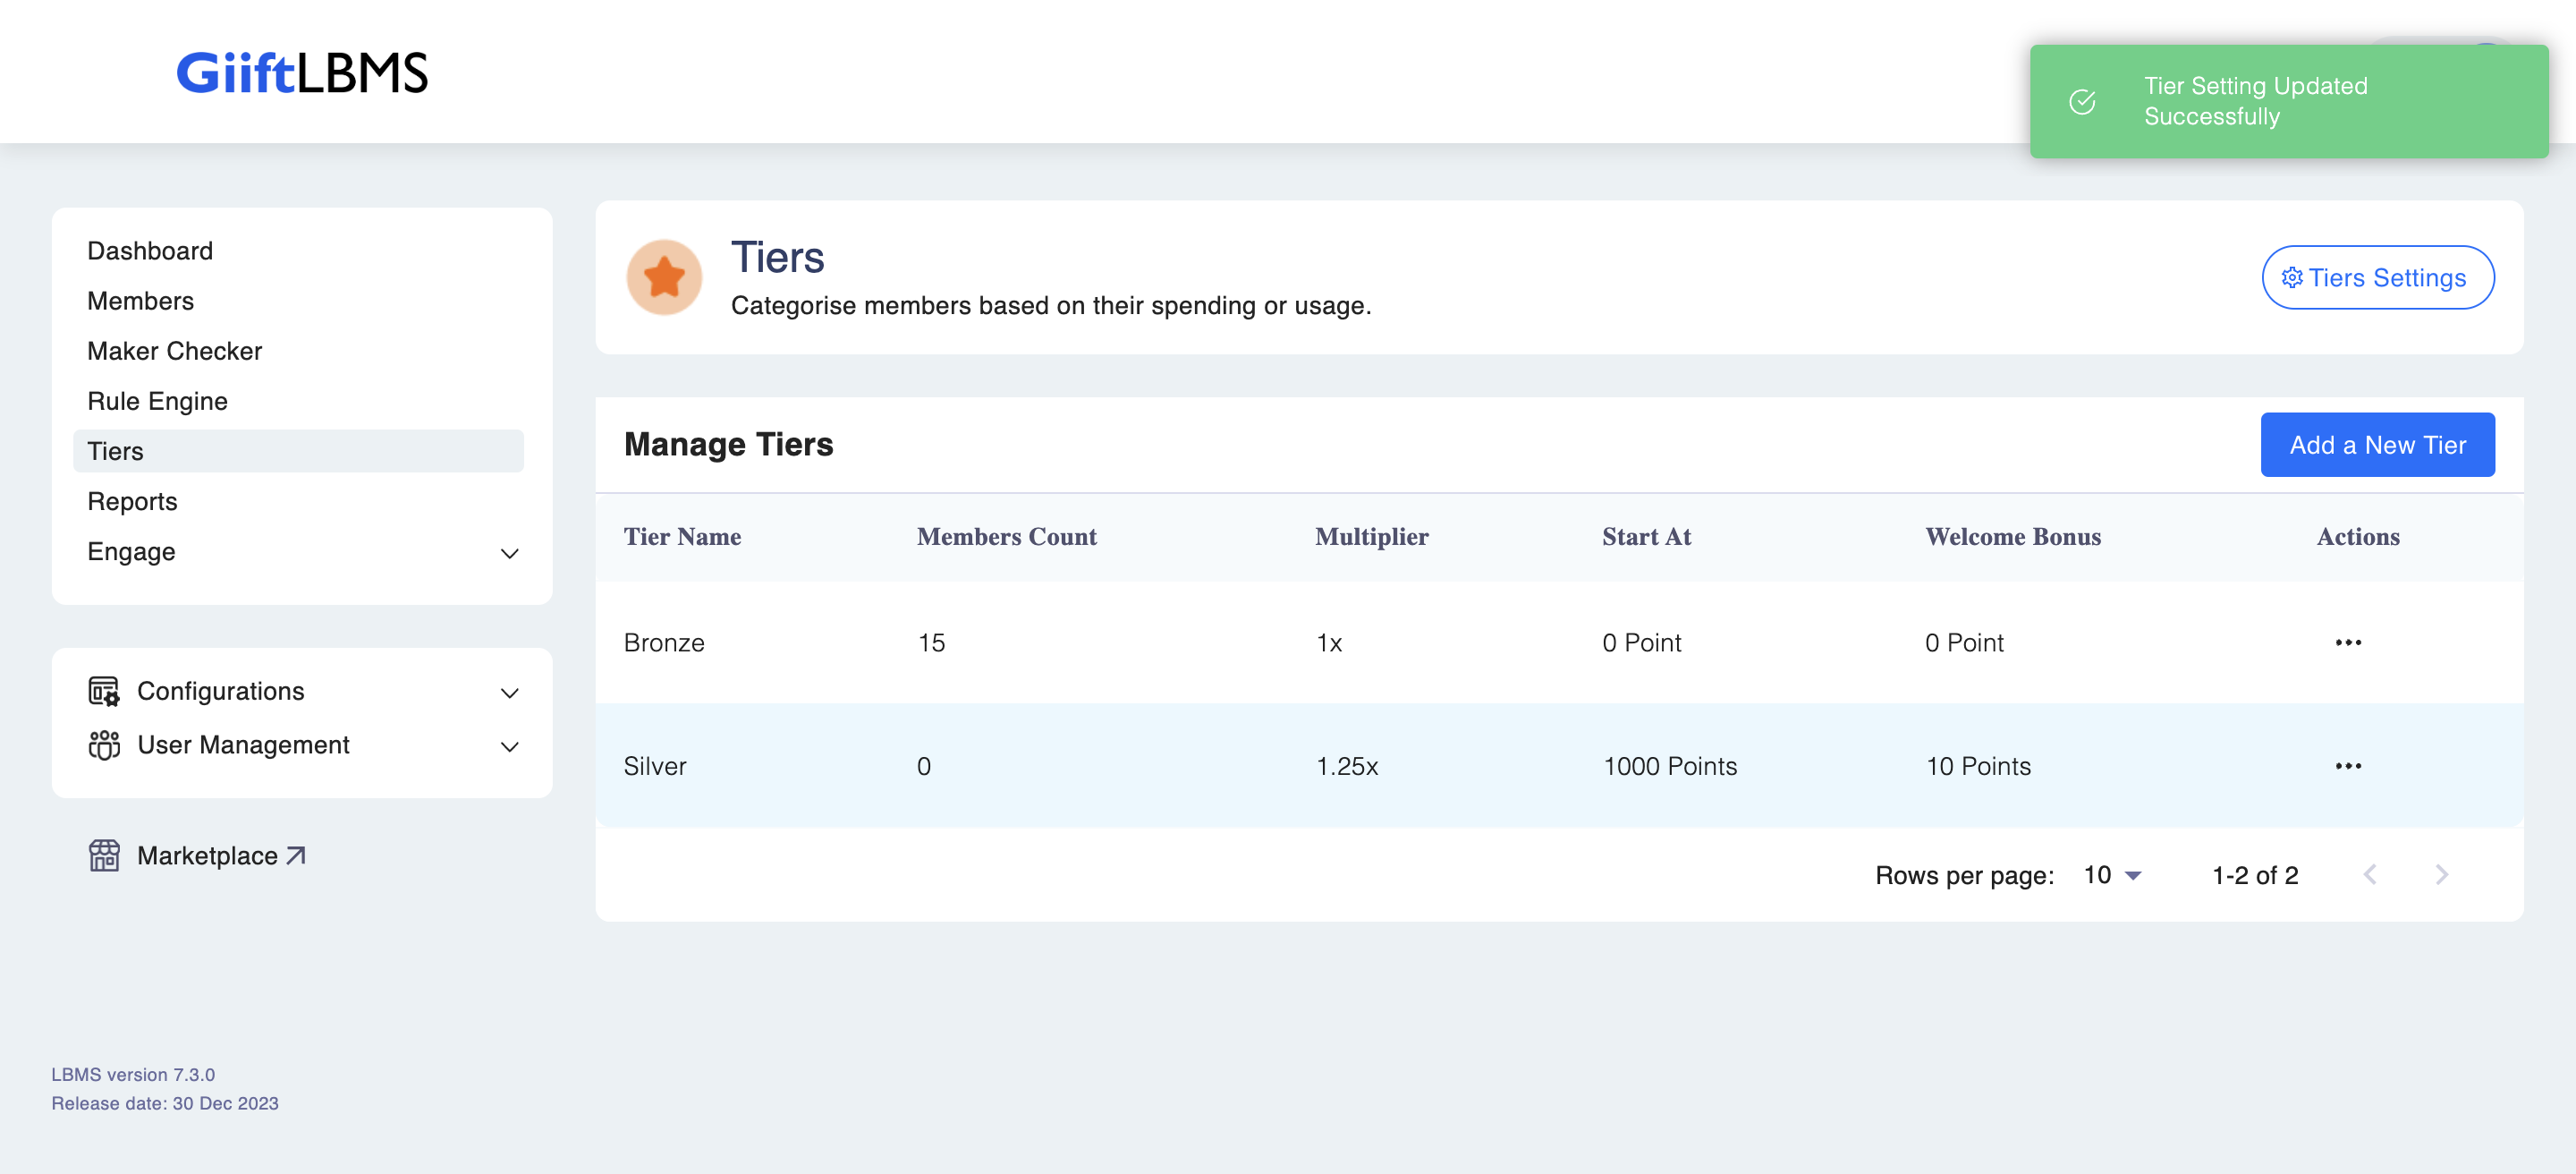 GiiftLBMS
Tier Setting Updated
Successfully
Dashboard
Members
Maker Checker
Rule Engine
Tiers
Reports
Engage
Configurations
User Management
Marketplace
LBMS version 7.3.0
Release date: 30 Dec 2023
Tiers
Categorise members based on their spending or usage.
Tiers Settings
Manage Tiers
Add a New Tier
Tier Name Members Count Multiplier Start At Welcome Bonus Actions
Bronze 15 1x 0 Point 0 Point
Silver 0 1.25x 1000 Points 10 Points
Rows per page: 10 1-2 of 2